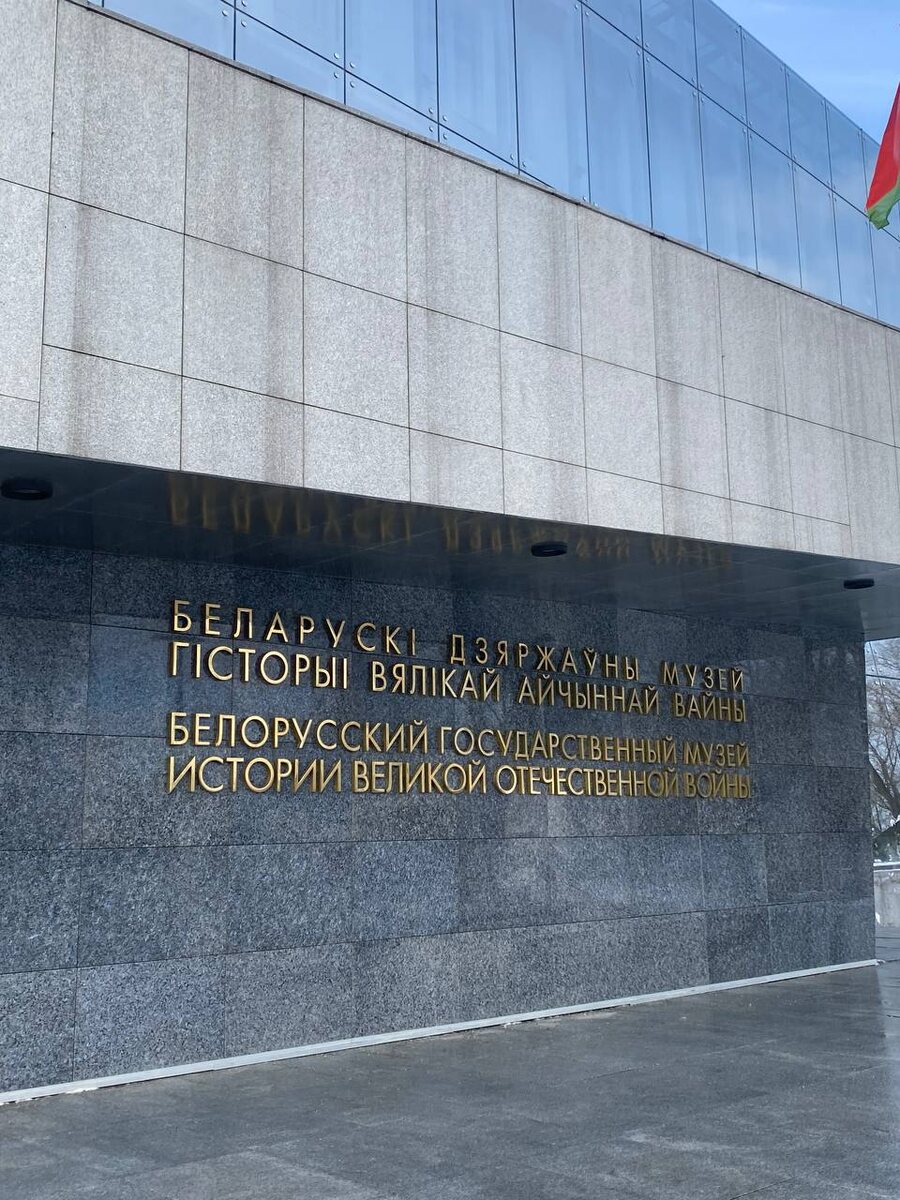 БЕЛАРУСКІ ДЗЯРЖАЎНЫ МУЗЕЙ
ГІСТОРЫІ ВЯЛІКАЙ АЙЧЫННАЙ ВАЙНЫ
БЕЛОРУССКИЙ ГОСУДАРСТВЕННЫЙ МУЗЕЙ
ИСТОРИИ ВЕЛИКОЙ ОТЕЧЕСТВЕННОЙ ВОЙНЫ